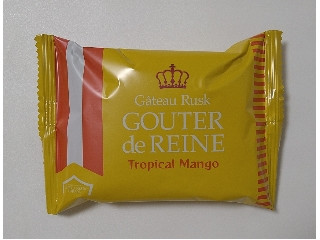 Gâteau Rusk
GOUTER
de REINE
Tropical Mango